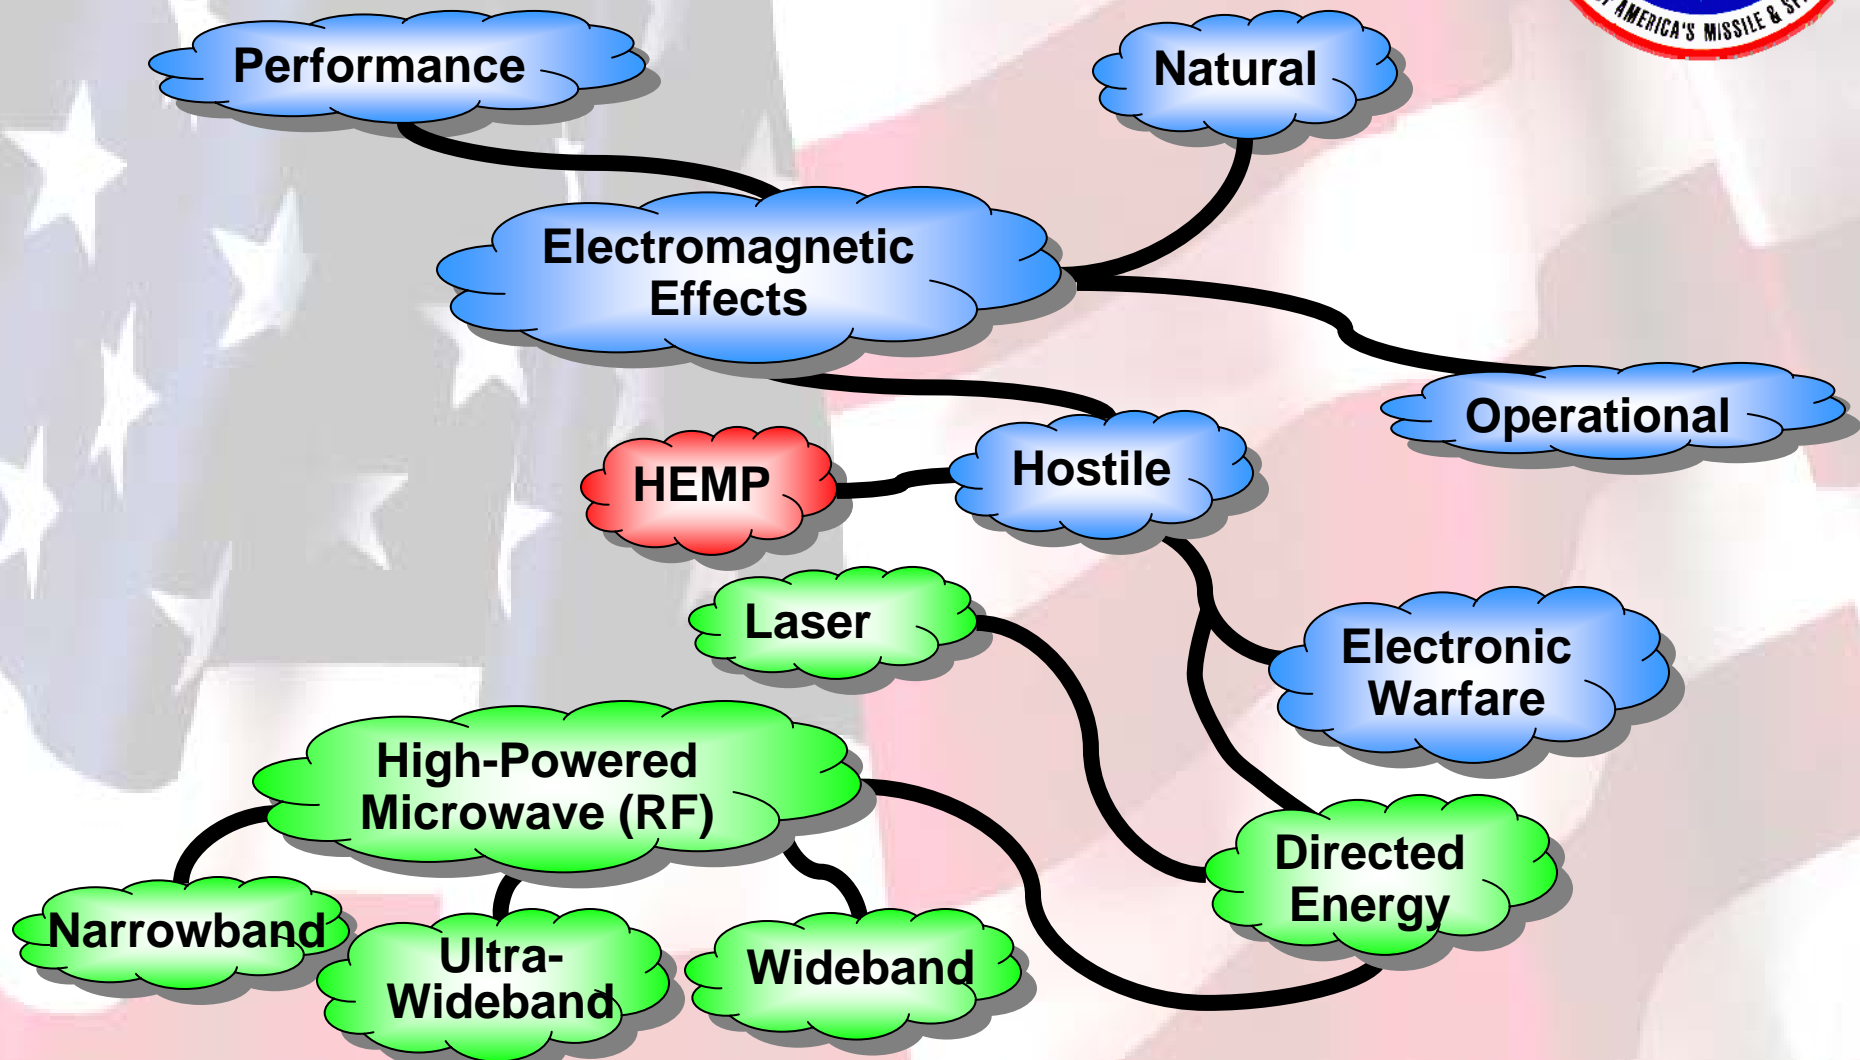 OF AMERICA'S MISSILE &
Performance
Natural
Electromagnetic
Effects
Operational
HEMP
Hostile
Laser
Electronic
Warfare
High-Powered
Microwave (RF)
Directed
Energy
Narrowband
Ultra-
Wideband
Wideband